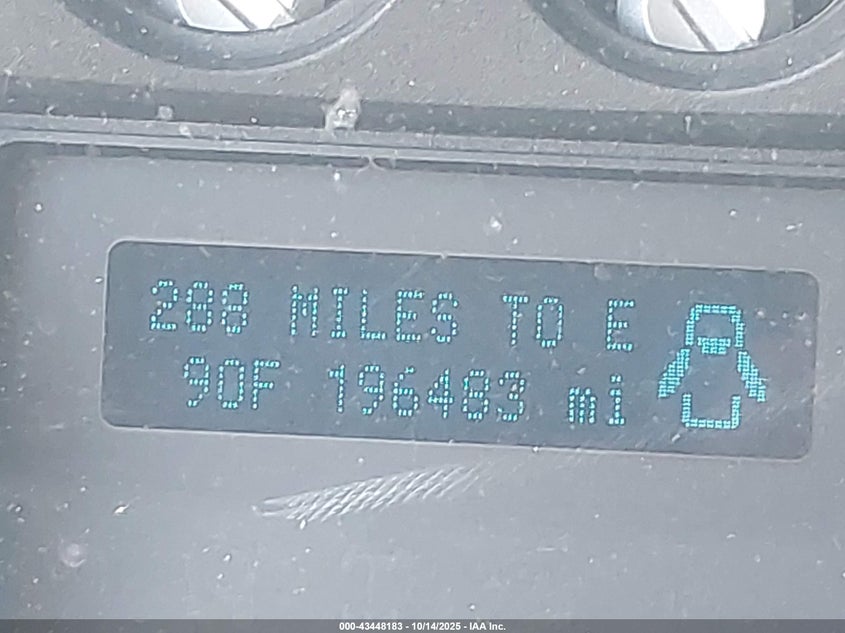 288 MILES TO E
90F 196483 mi
000-43448183 - 10/14/2025 - IAA Inc.